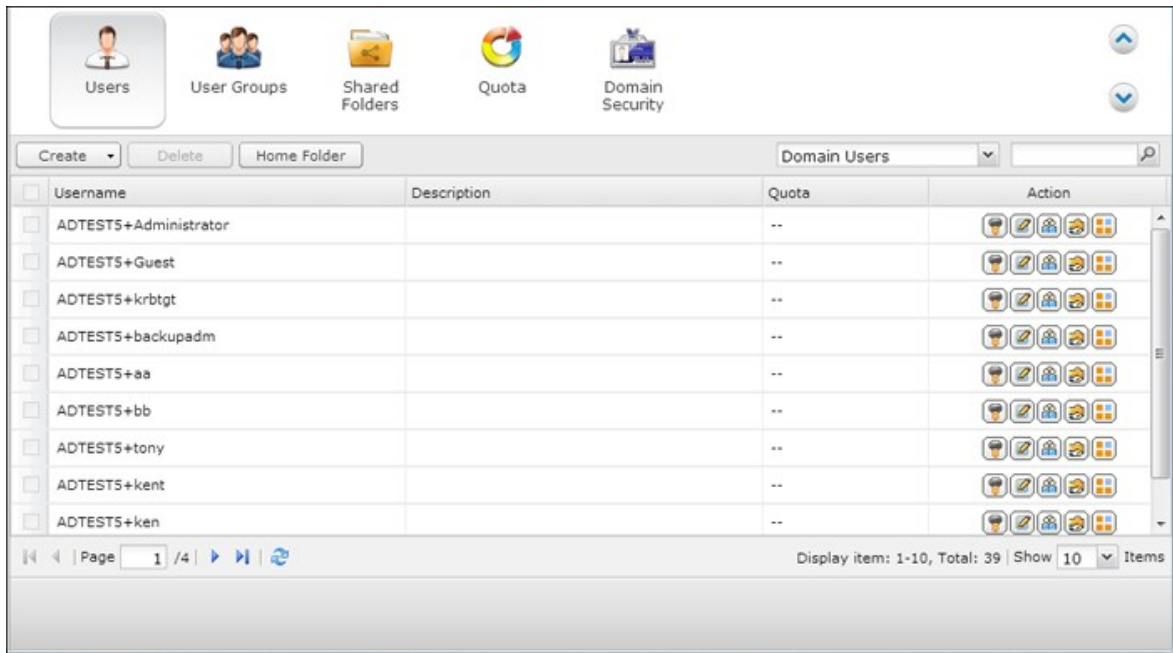 Users
User Groups
Shared
Folders
Quota
Domain
Security
Create
Delete
Home Folder
Domain Users
Username Description Quota Action
ADTEST5+Administrator --
ADTEST5+Guest --
ADTEST5+krbtgt --
ADTEST5+backupadm --
ADTEST5+aa --
ADTEST5+bb --
ADTEST5+tony --
ADTEST5+kent --
ADTEST5+ken --
Page 1 /4 Display item: 1-10, Total: 39 Show 10 Items